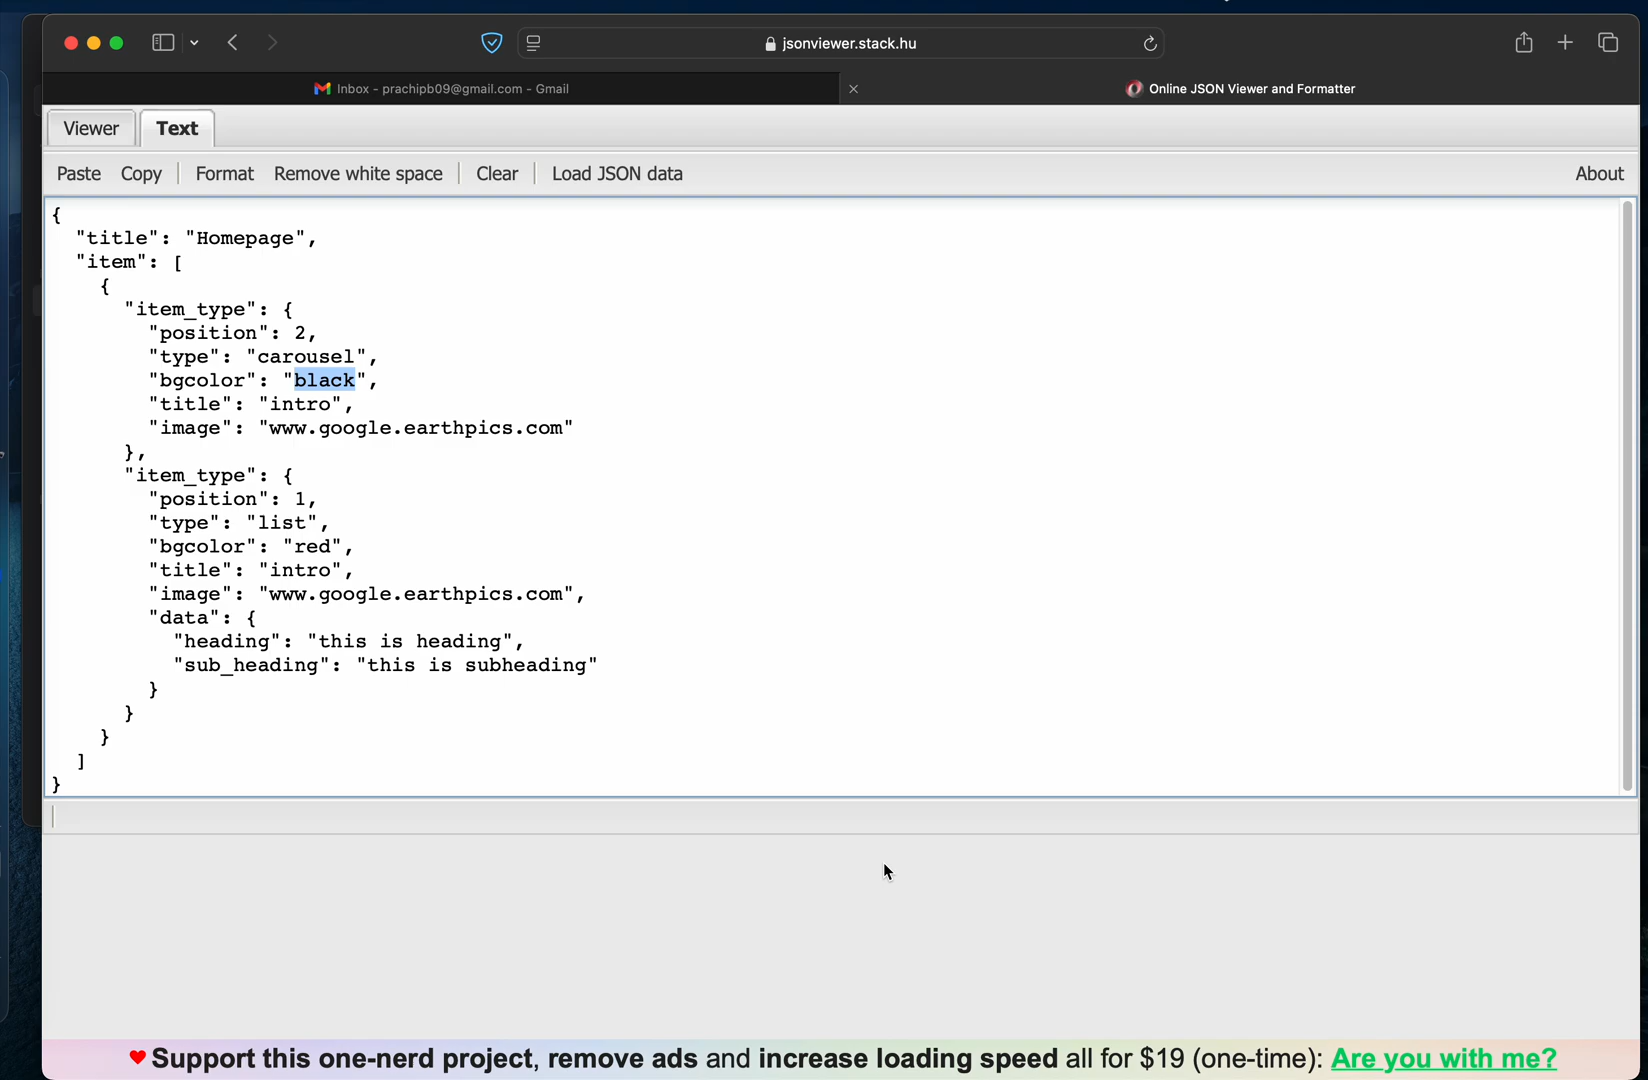 jsonviewer.stack.hu
Inbox - prachipb09@gmail.com - Gmail
Online JSON Viewer and Formatter
Viewer Text
Paste Copy Format Remove white space Clear Load JSON data About
{
"title": "Homepage",
"item": [
{
"item_type": {
"position": 2,
"type": "carousel",
"bgcolor": "black",
"title": "intro",
"image": "www.google.earthpics.com"
},
"item_type": {
"position": 1,
"type": "list",
"bgcolor": "red",
"title": "intro",
"image": "www.google.earthpics.com",
"data": {
"heading": "this is heading",
"sub_heading": "this is subheading"
}
}
}
]
}
Support this one-nerd project, remove ads and increase loading speed all for $19 (one-time): Are you with me?